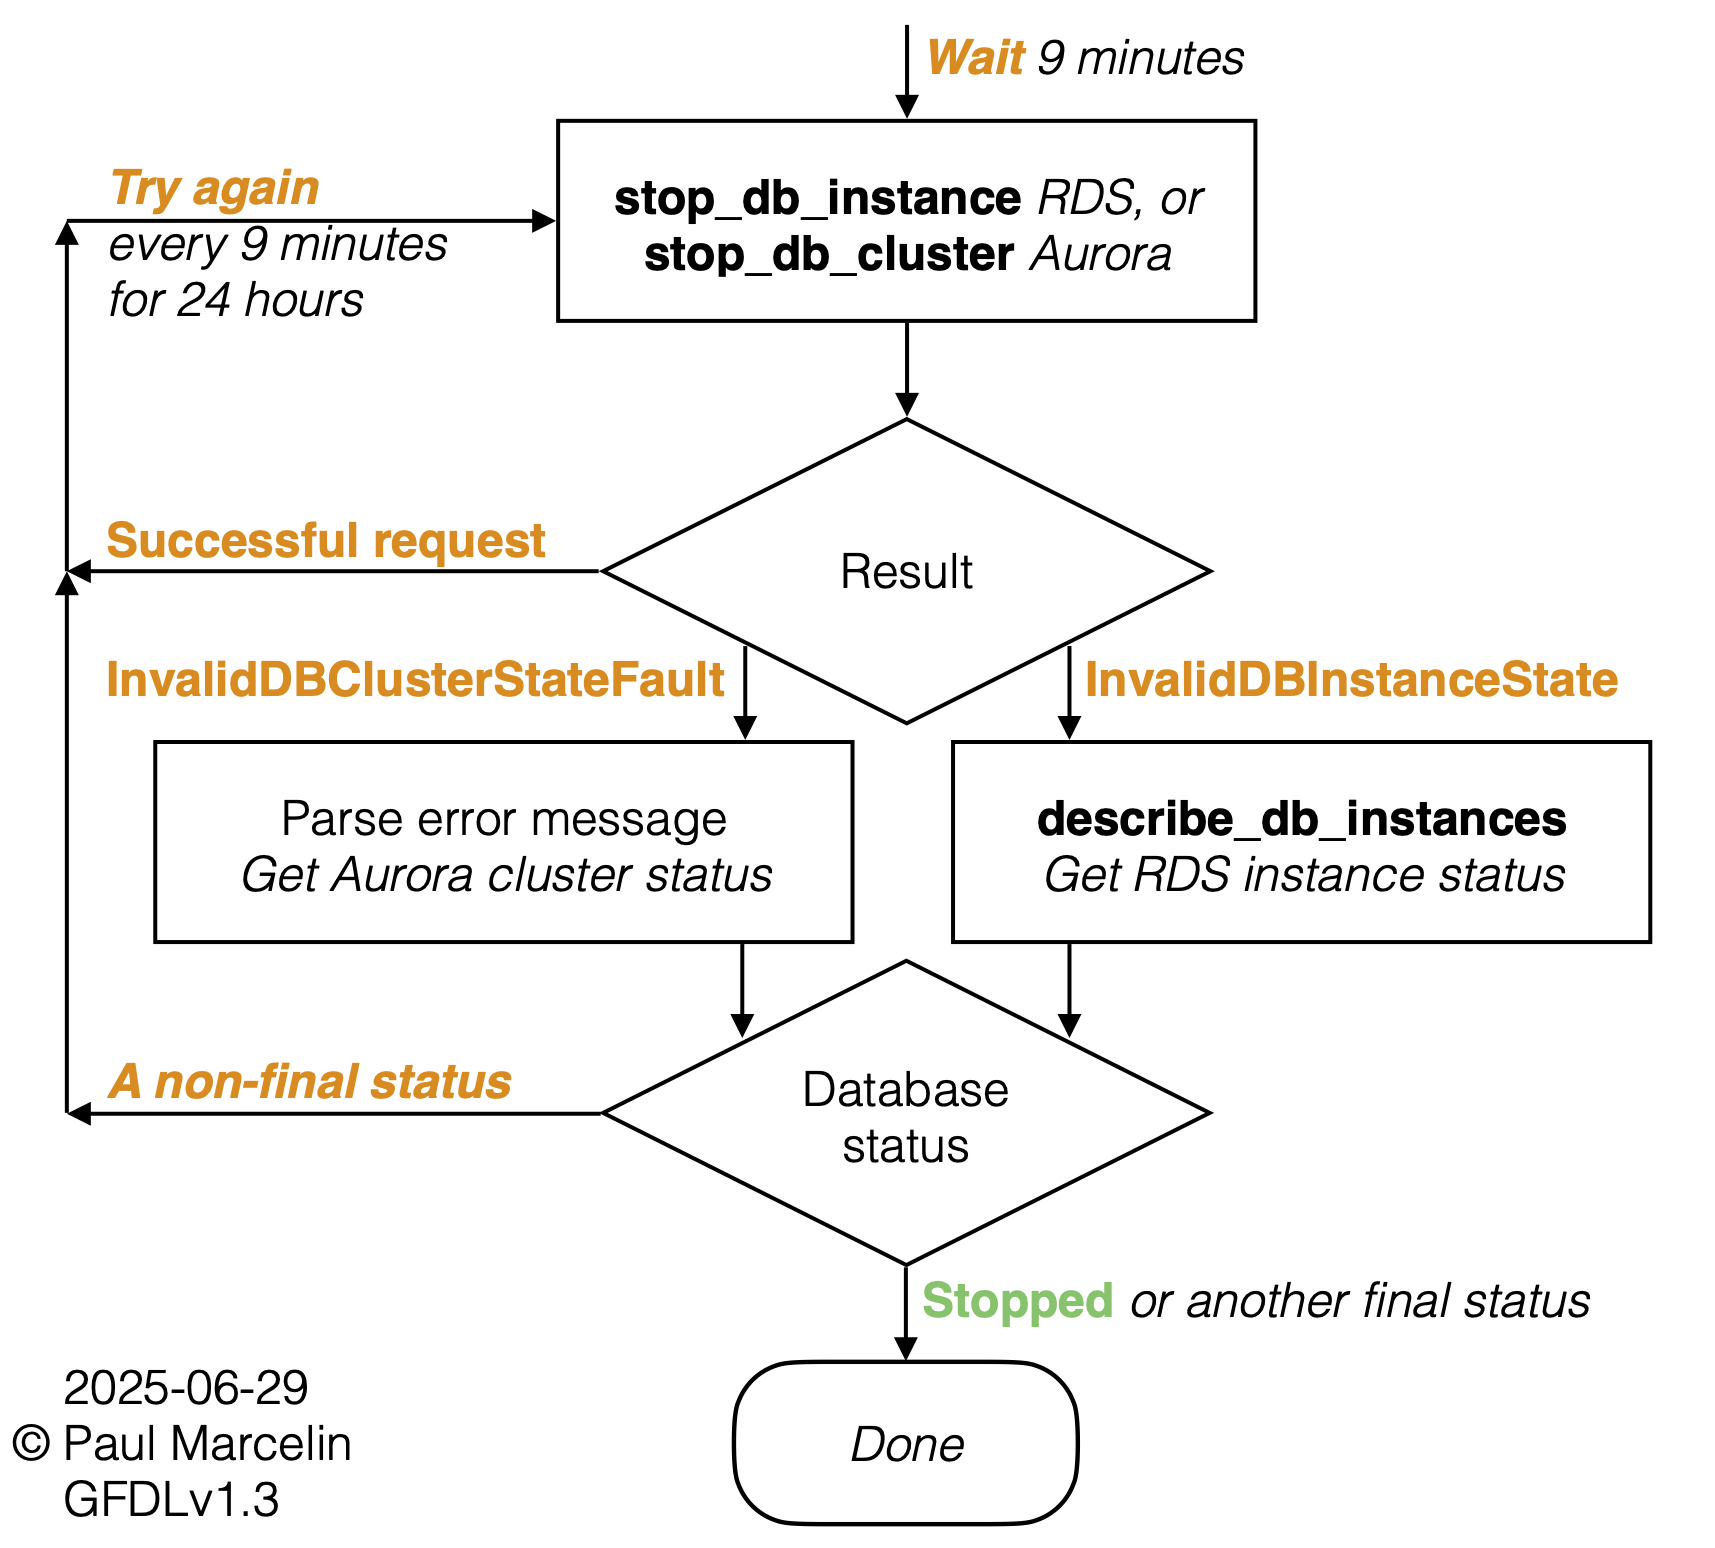 Wait 9 minutes
Try again
every 9 minutes
for 24 hours
stop_db_instance RDS, or
stop_db_cluster Aurora
Successful request
Result
InvalidDBClusterStateFault
InvalidDBInstanceState
Parse error message
Get Aurora cluster status
describe_db_instances
Get RDS instance status
A non-final status
Database
status
Stopped or another final status
Done
2025-06-29
© Paul Marcelin
GFDLv1.3